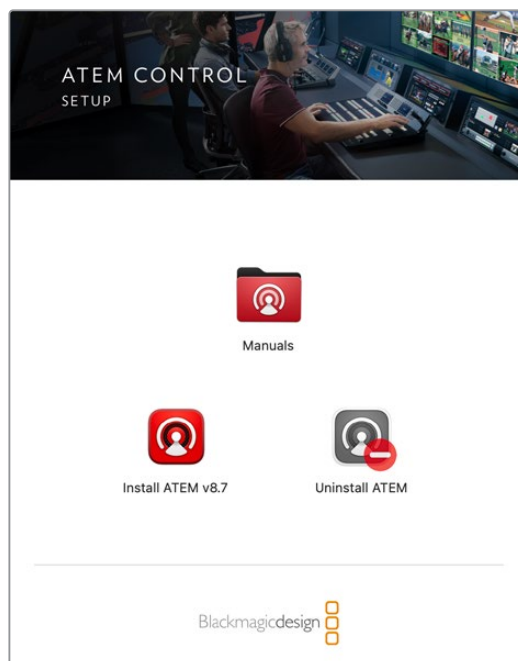 ATEM CONTROL
SETUP
Manuals
Install ATEM v8.7
Uninstall ATEM
Blackmagicdesign